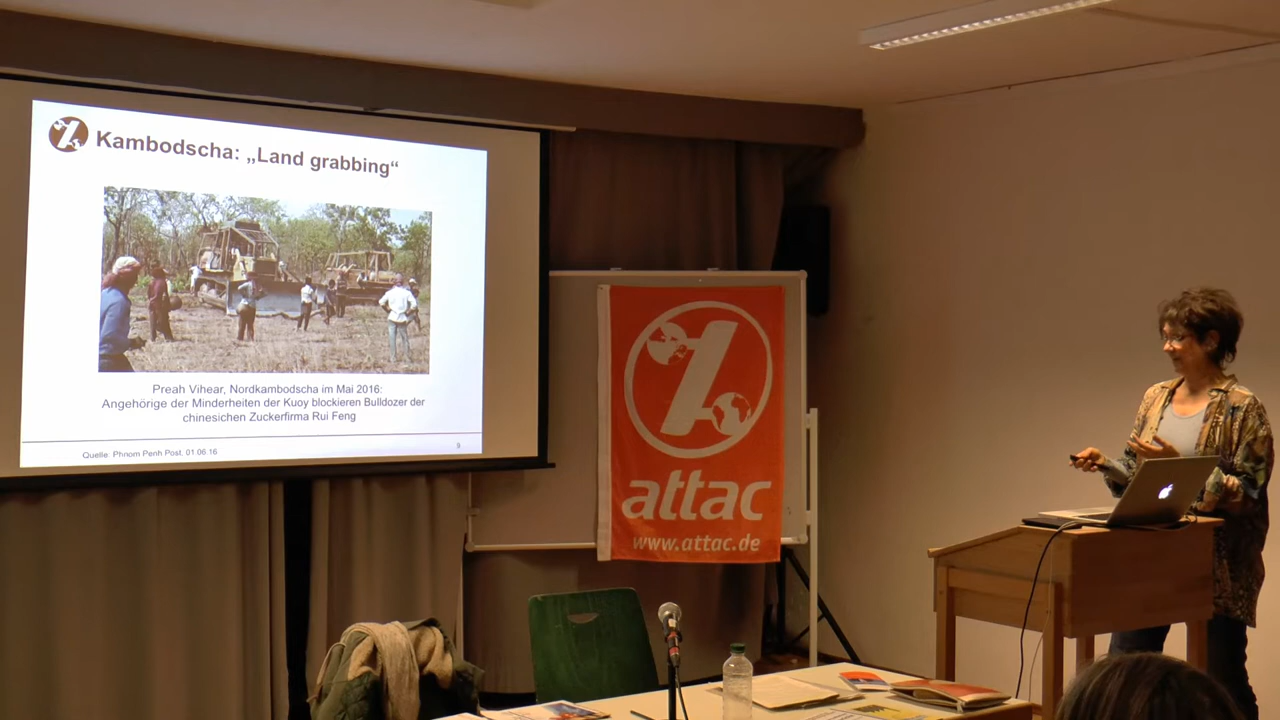 Kambodscha: „Land grabbing“
Preah Vihear, Nordkambodscha im Mai 2016:
Angehörige der Minderheiten der Kuoy blockieren Bulldozer der
chinesichen Zuckerfirma Rui Feng
Quelle: Phnom Penh Post, 01.06.16
9
attac
www.attac.de